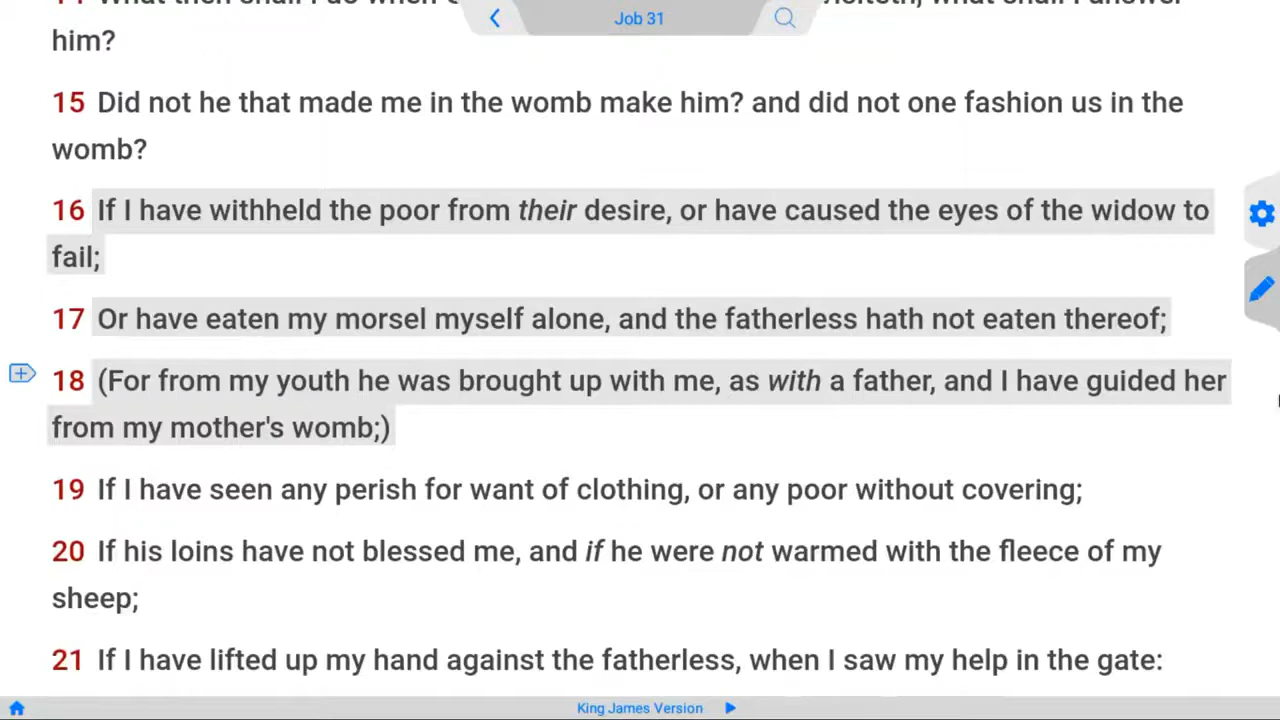 Job 31
him?
15 Did not he that made me in the womb make him? and did not one fashion us in the
womb?
16 If I have withheld the poor from their desire, or have caused the eyes of the widow to
fail;
17 Or have eaten my morsel myself alone, and the fatherless hath not eaten thereof;
18 (For from my youth he was brought up with me, as with a father, and I have guided her
from my mother's womb;)
19 If I have seen any perish for want of clothing, or any poor without covering;
20 If his loins have not blessed me, and if he were not warmed with the fleece of my
sheep;
21 If I have lifted up my hand against the fatherless, when I saw my help in the gate:
King James Version